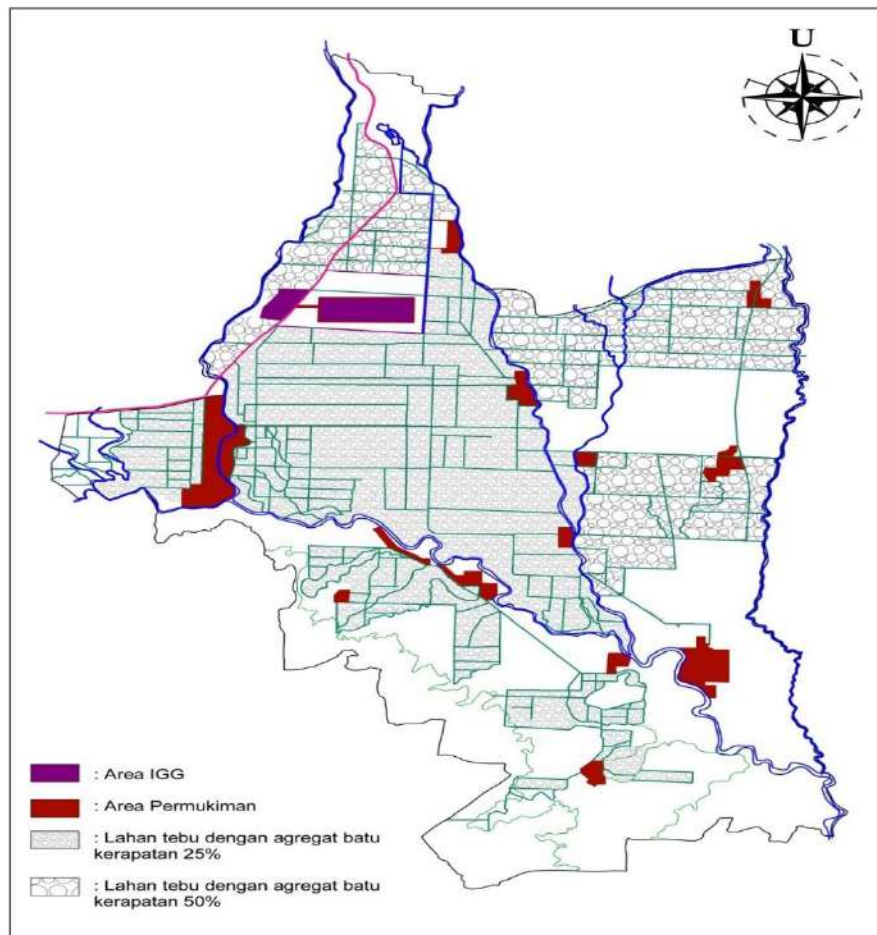 U
: Area IGG
: Area Permukiman
: Lahan tebu dengan agregat batu
kerapatan 25%
: Lahan tebu dengan agregat batu
kerapatan 50%